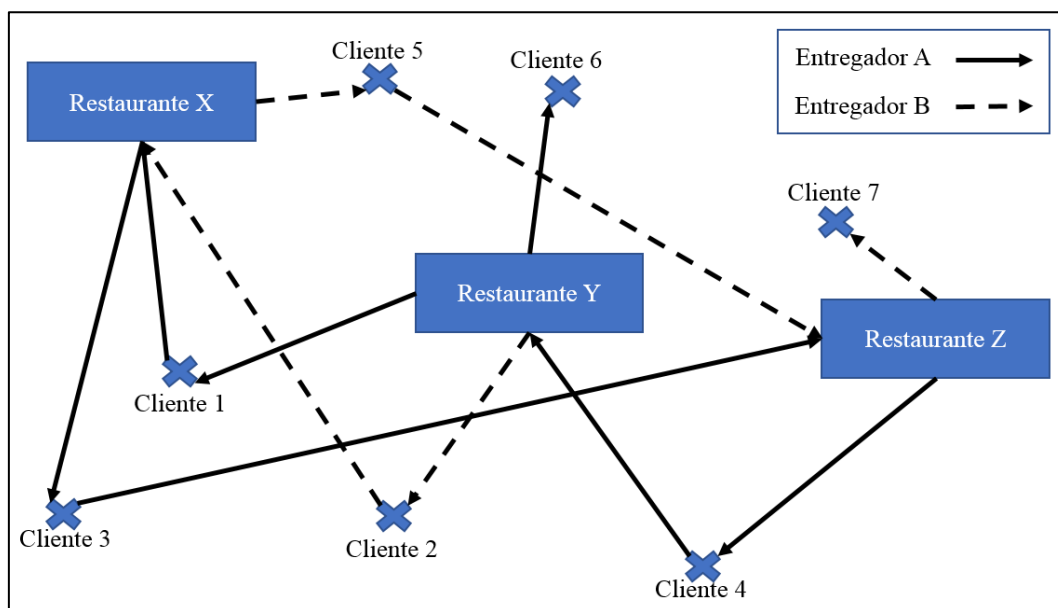 Cliente 5
Cliente 6
Entregador A
Restaurante X
Entregador B
Cliente 7
Restaurante Y
Restaurante Z
Cliente 1
Cliente 3
Cliente 2
Cliente 4